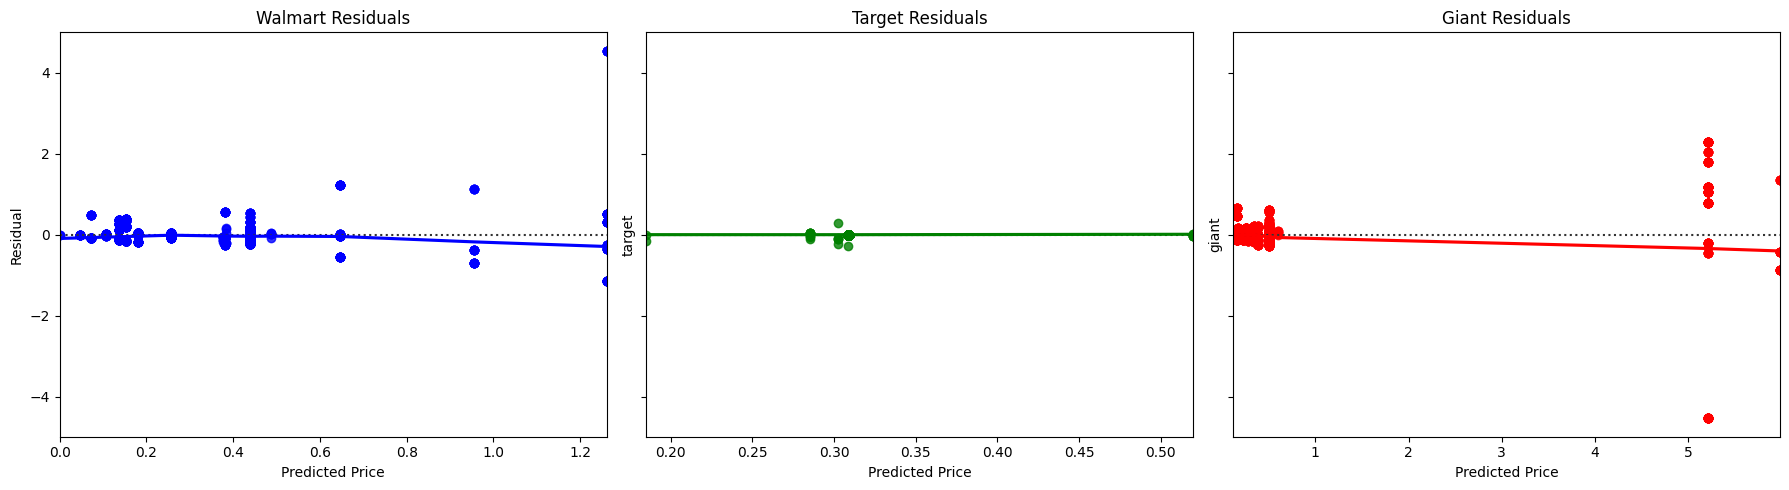 Walmart Residuals
Target Residuals
Giant Residuals
4
2
0
−2
−4
Residual
target
giant
0.0 0.2 0.4 0.6 0.8 1.0 1.2
0.20 0.25 0.30 0.35 0.40 0.45 0.50
1 2 3 4 5
Predicted Price
Predicted Price
Predicted Price